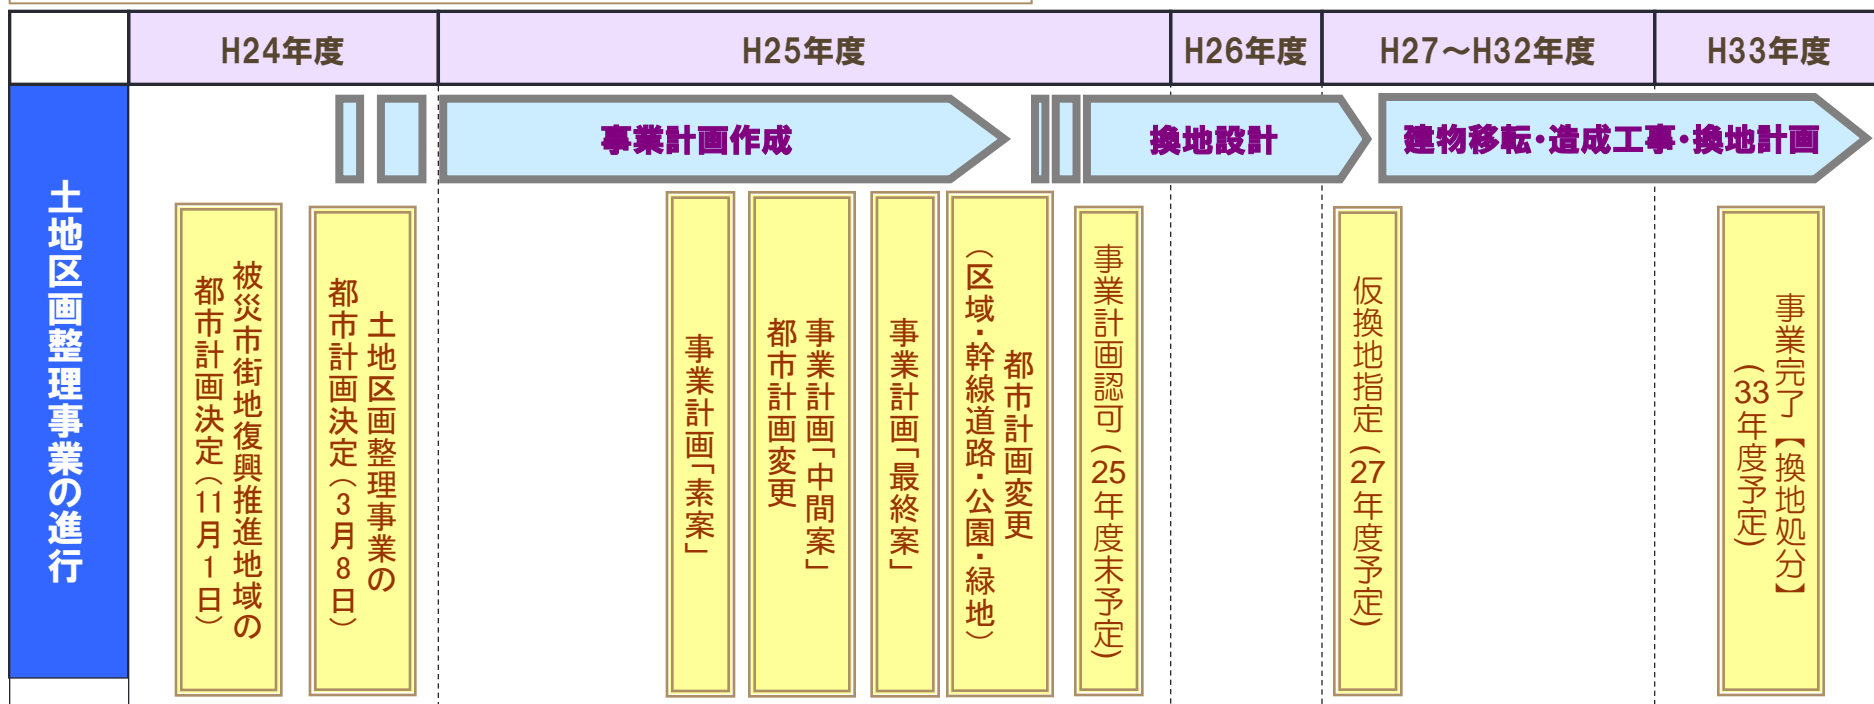 H24年度
H25年度
H26年度
H27～H32年度
H33年度
土地区画整理事業の進行
事業計画作成
換地設計
建物移転・造成工事・換地計画
被災市街地復興推進地域の
都市計画決定（11月1日）
土地区画整理事業の
都市計画決定（3月8日）
事業計画「素案」
事業計画「中間案」
都市計画変更
事業計画「最終案」
都市計画変更
（区域・幹線道路・公園・緑地）
事業計画認可（25年度末予定）
仮換地指定（27年度予定）
事業完了【換地処分】
（33年度予定）